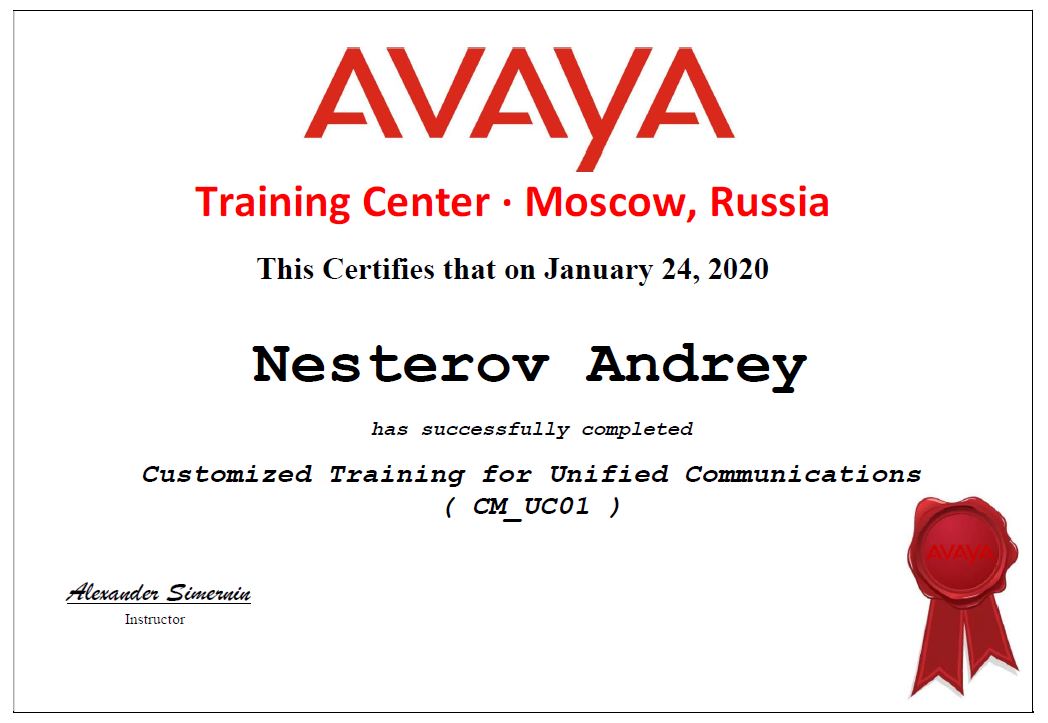 AVAYA
Training Center · Moscow, Russia
This Certifies that on January 24, 2020
Nesterov Andrey
has successfully completed
Customized Training for Unified Communications
( CM_UC01 )
AVAYA
Alexander Simernin
Instructor